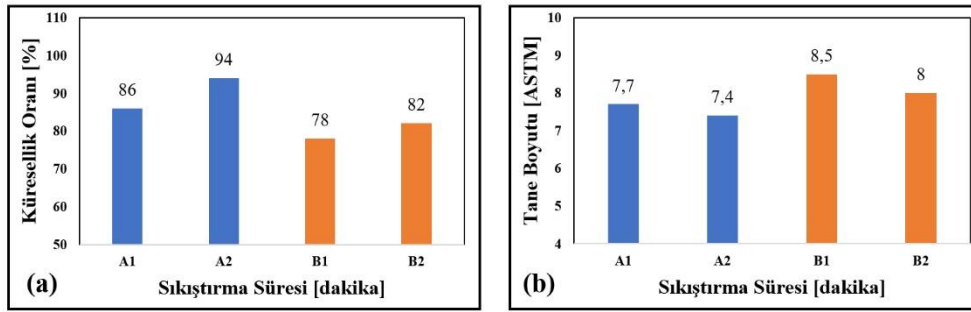 Küresellik Oranı [%]
110
100
90
80
70
60
50
86
94
78
82
A1 A2 B1 B2
(a)
Sıkıştırma Süresi [dakika]
Tane Boyutu [ASTM]
10
9
8
7
6
5
4
7,7
7,4
8,5
8
A1 A2 B1 B2
(b)
Sıkıştırma Süresi [dakika]